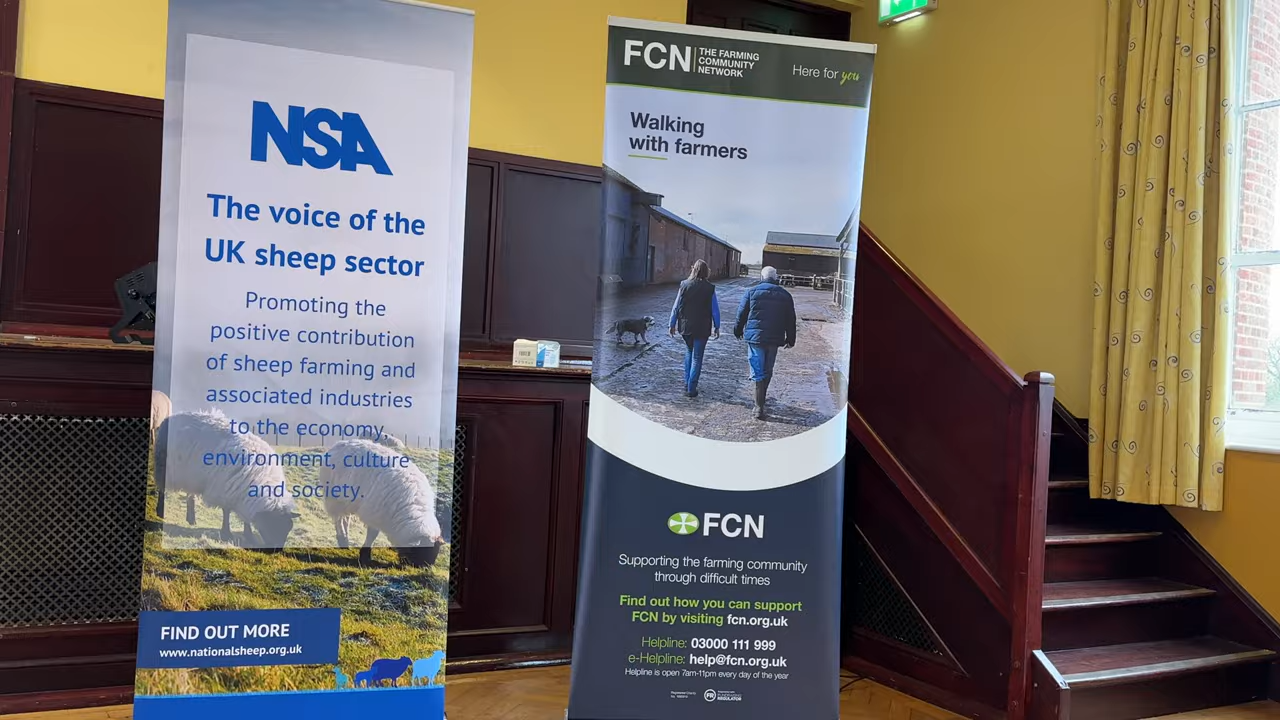 NSA
The voice of the
UK sheep sector
Promoting the
positive contribution
of sheep farming and
associated industries
to the economy,
environment, culture
and society.
FIND OUT MORE
www.nationalsheep.org.uk
FCN
THE FARMING
COMMUNITY
NETWORK
Here for you
Walking
with farmers
FCN
Supporting the farming community
through difficult times
Find out how you can support
FCN by visiting fcn.org.uk
Helpline: 03000 111 999
e-Helpline: help@fcn.org.uk
Helpline is open 7am-11pm every day of the year
FR
REGULATOR